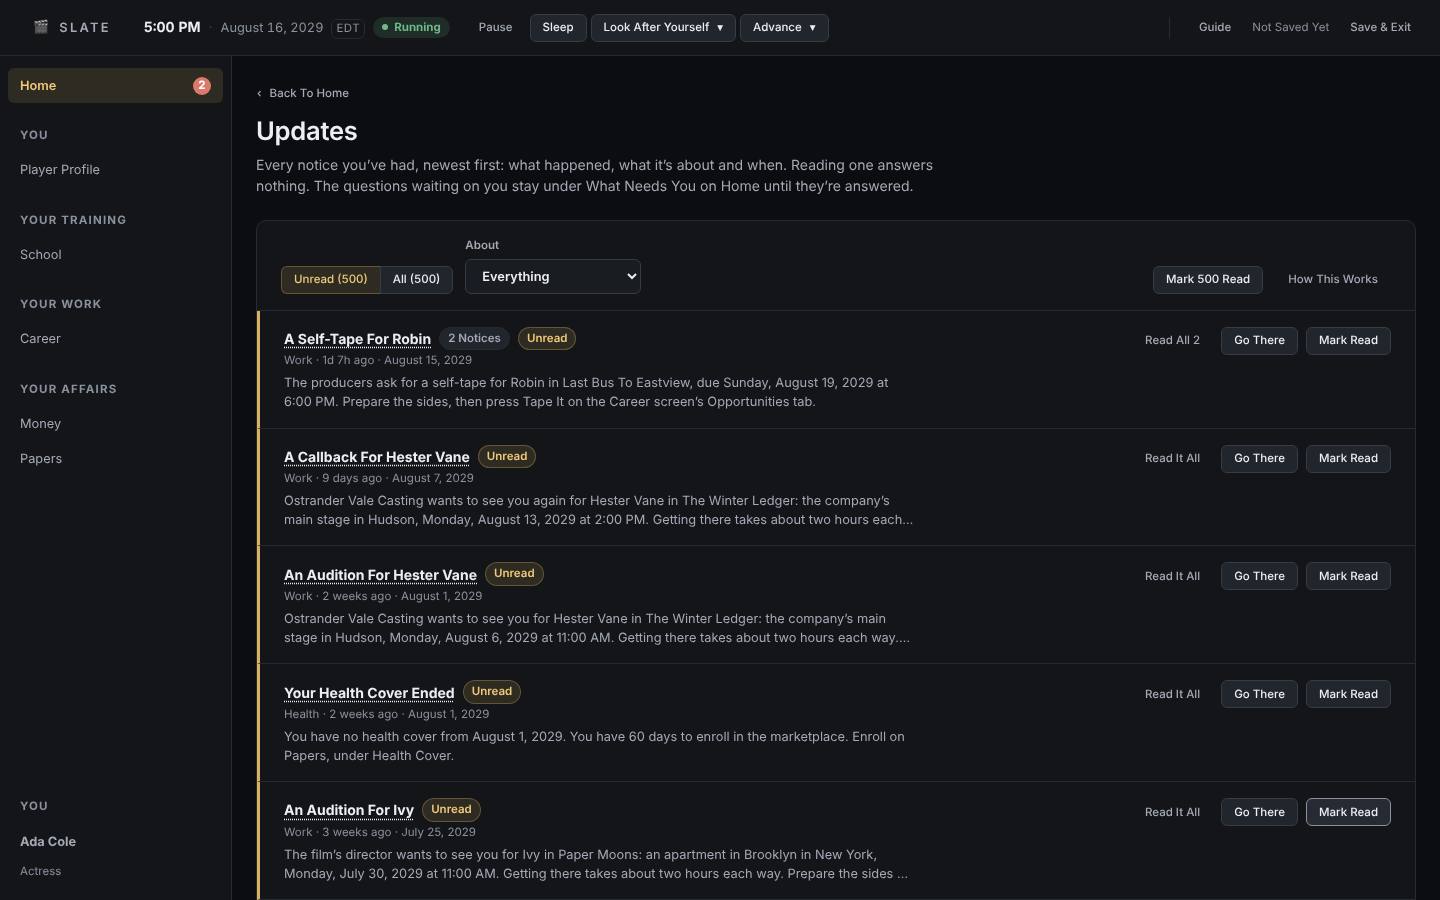 SLATE
5:00 PM · August 16, 2029 EDT Running Pause Sleep Look After Yourself ▾ Advance ▾ Guide Not Saved Yet Save & Exit
Home 2
YOU
Player Profile
YOUR TRAINING
School
YOUR WORK
Career
YOUR AFFAIRS
Money
Papers
YOU
Ada Cole
Actress
‹ Back To Home
Updates
Every notice you’ve had, newest first: what happened, what it’s about and when. Reading one answers
nothing. The questions waiting on you stay under What Needs You on Home until they’re answered.
About
Unread (500) All (500) Everything Mark 500 Read How This Works
A Self-Tape For Robin 2 Notices Unread Read All 2 Go There Mark Read
Work · 1d 7h ago · August 15, 2029
The producers ask for a self-tape for Robin in Last Bus To Eastview, due Sunday, August 19, 2029 at
6:00 PM. Prepare the sides, then press Tape It on the Career screen’s Opportunities tab.
A Callback For Hester Vane Unread Read It All Go There Mark Read
Work · 9 days ago · August 7, 2029
Ostrander Vale Casting wants to see you again for Hester Vane in The Winter Ledger: the company’s
main stage in Hudson, Monday, August 13, 2029 at 2:00 PM. Getting there takes about two hours each…
An Audition For Hester Vane Unread Read It All Go There Mark Read
Work · 2 weeks ago · August 1, 2029
Ostrander Vale Casting wants to see you for Hester Vane in The Winter Ledger: the company’s main
stage in Hudson, Monday, August 6, 2029 at 11:00 AM. Getting there takes about two hours each way.…
Your Health Cover Ended Unread Read It All Go There Mark Read
Health · 2 weeks ago · August 1, 2029
You have no health cover from August 1, 2029. You have 60 days to enroll in the marketplace. Enroll on
Papers, under Health Cover.
An Audition For Ivy Unread Read It All Go There Mark Read
Work · 3 weeks ago · July 25, 2029
The film’s director wants to see you for Ivy in Paper Moons: an apartment in Brooklyn in New York,
Monday, July 30, 2029 at 11:00 AM. Getting there takes about two hours each way. Prepare the sides …